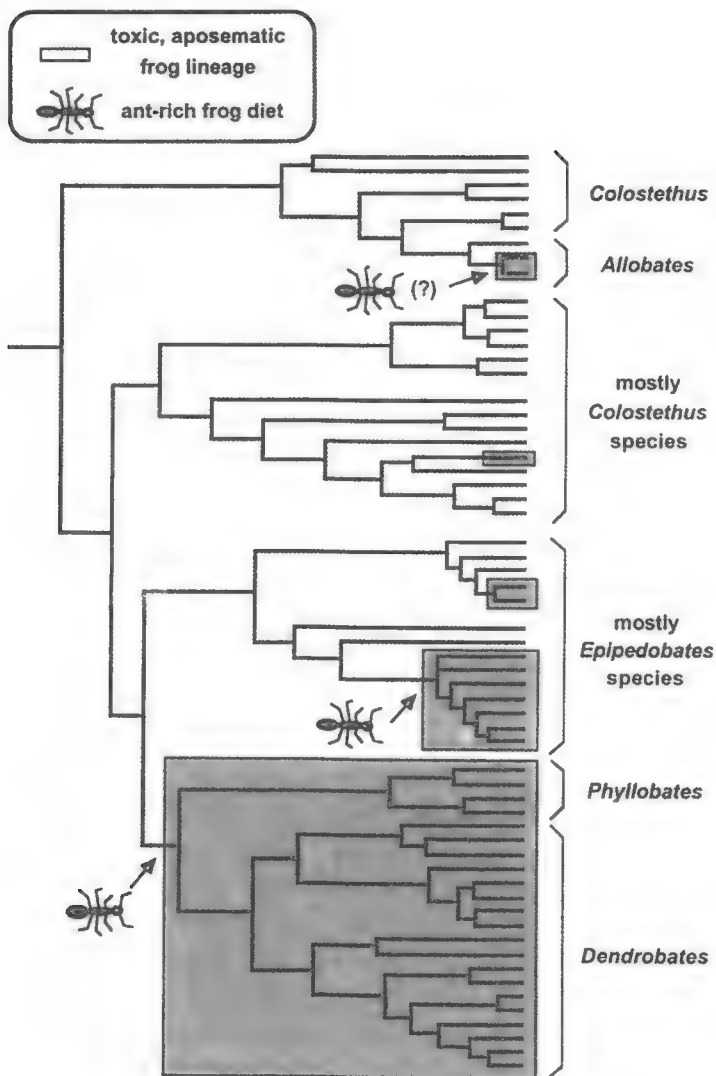 toxic, aposematic
frog lineage
ant-rich frog diet
Colostethus
Allobates
(?)
mostly
Colostethus
species
mostly
Epipedobates
species
Phyllobates
Dendrobates